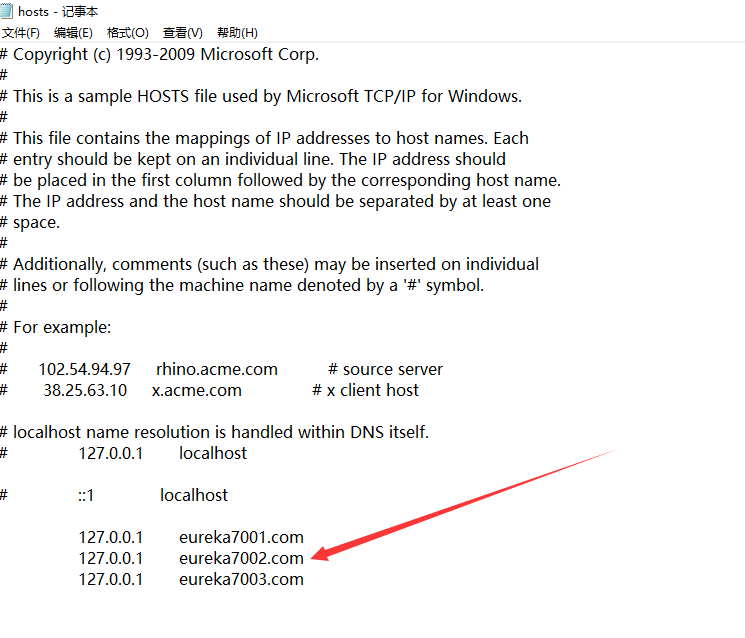 hosts - 记事本
文件(F) 编辑(E) 格式(O) 查看(V) 帮助(H)
# Copyright (c) 1993-2009 Microsoft Corp.
#
# This is a sample HOSTS file used by Microsoft TCP/IP for Windows.
#
# This file contains the mappings of IP addresses to host names. Each
# entry should be kept on an individual line. The IP address should
# be placed in the first column followed by the corresponding host name.
# The IP address and the host name should be separated by at least one
# space.
#
# Additionally, comments (such as these) may be inserted on individual
# lines or following the machine name denoted by a '#' symbol.
#
# For example:
#
# 102.54.94.97 rhino.acme.com # source server
# 38.25.63.10 x.acme.com # x client host
# localhost name resolution is handled within DNS itself.
# 127.0.0.1 localhost
# ::1 localhost
127.0.0.1 eureka7001.com
127.0.0.1 eureka7002.com
127.0.0.1 eureka7003.com